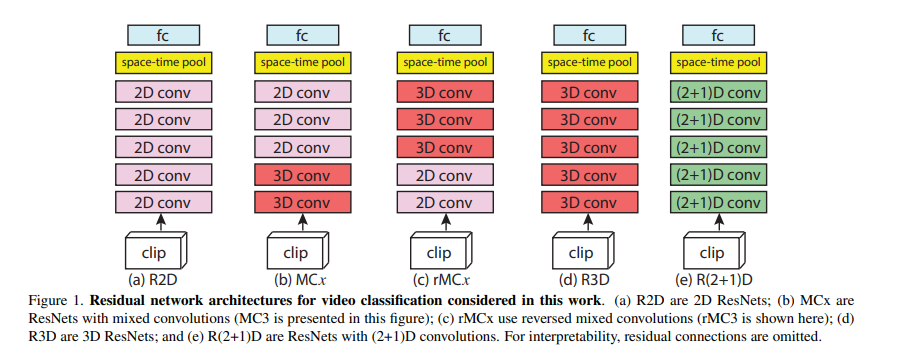 fc fc fc fc fc
space-time pool space-time pool space-time pool space-time pool space-time pool
2D conv 2D conv 3D conv 3D conv (2+1)D conv
2D conv 2D conv 3D conv 3D conv (2+1)D conv
2D conv 2D conv 3D conv 3D conv (2+1)D conv
2D conv 3D conv 2D conv 3D conv (2+1)D conv
2D conv 3D conv 2D conv 3D conv (2+1)D conv
clip clip clip clip clip
(a) R2D (b) MCx (c) rMCx (d) R3D (e) R(2+1)D
Figure 1. Residual network architectures for video classification considered in this work. (a) R2D are 2D ResNets; (b) MCx are
ResNets with mixed convolutions (MC3 is presented in this figure); (c) rMCx use reversed mixed convolutions (rMC3 is shown here); (d)
R3D are 3D ResNets; and (e) R(2+1)D are ResNets with (2+1)D convolutions. For interpretability, residual connections are omitted.